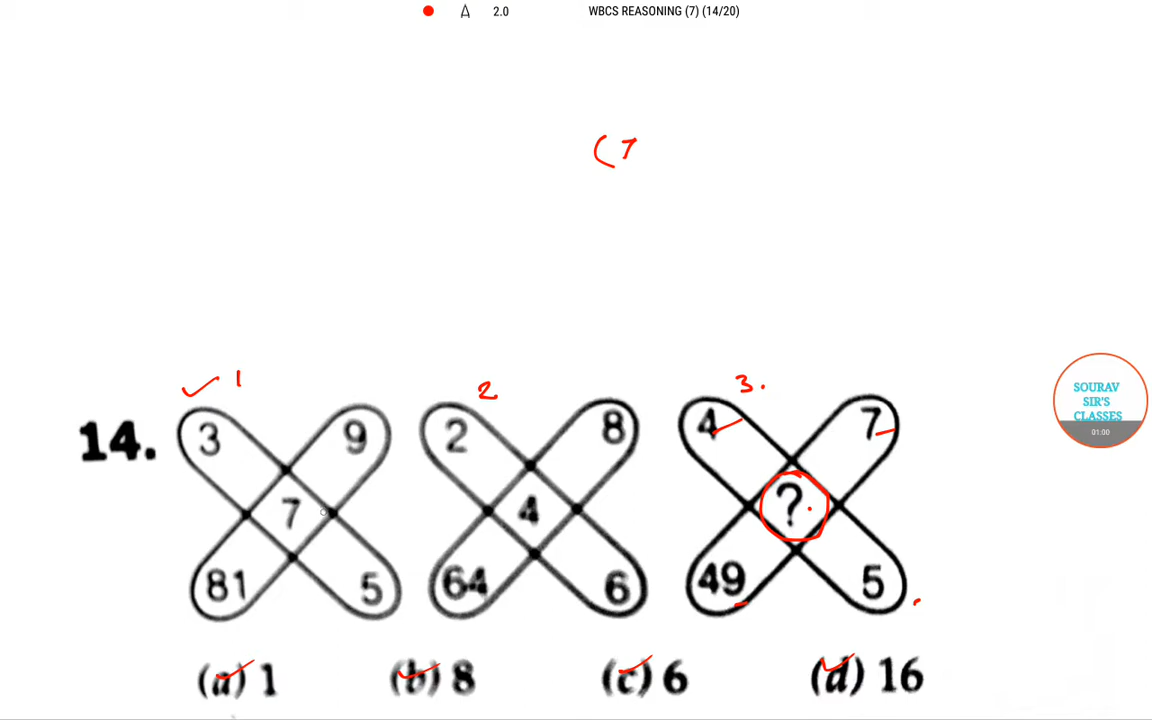 2.0 WBCS REASONING (7) (14/20)
(7
1 2 3.
14. 3 9 2 8 4 7
7 4 ?
81 5 64 6 49 5
(a) 1 (b) 8 (c) 6 (d) 16
SOURAV
SIR'S
CLASSES
01:00